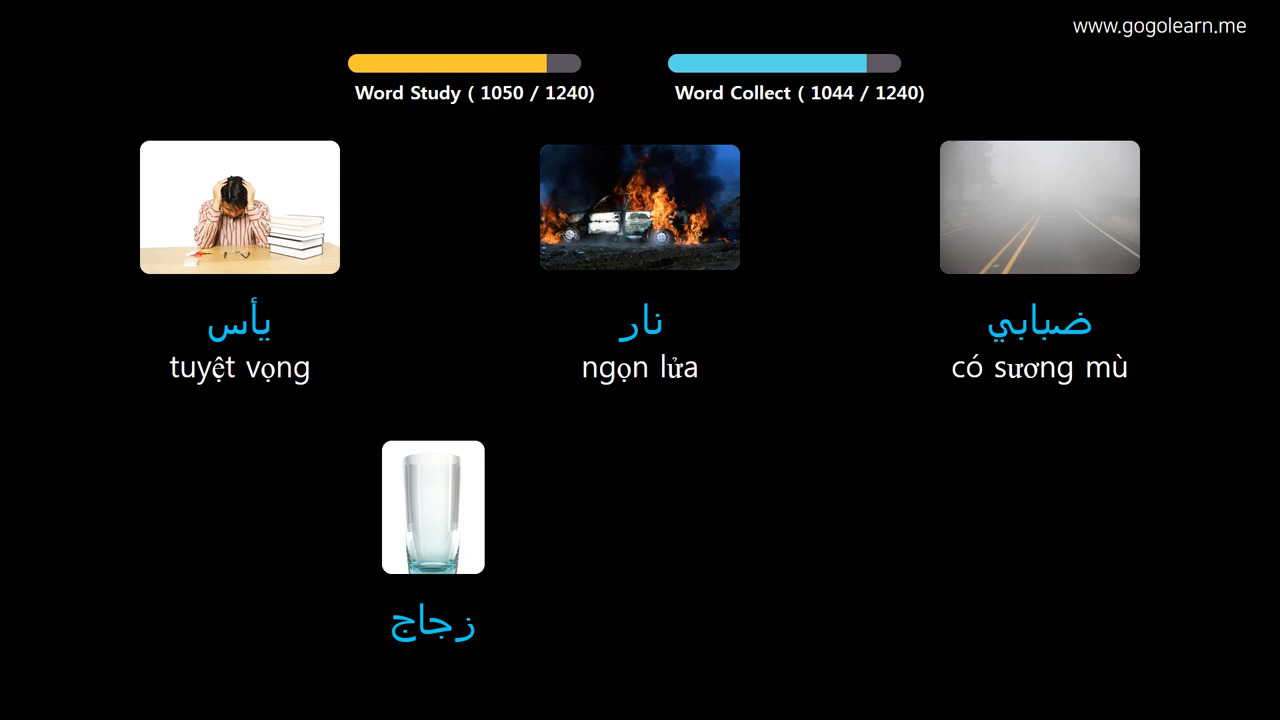 www.gogolearn.me
Word Study ( 1050 / 1240)
Word Collect ( 1044 / 1240)
يأس
tuyệt vọng
نار
ngọn lửa
ضبابي
có sương mù
زجاج